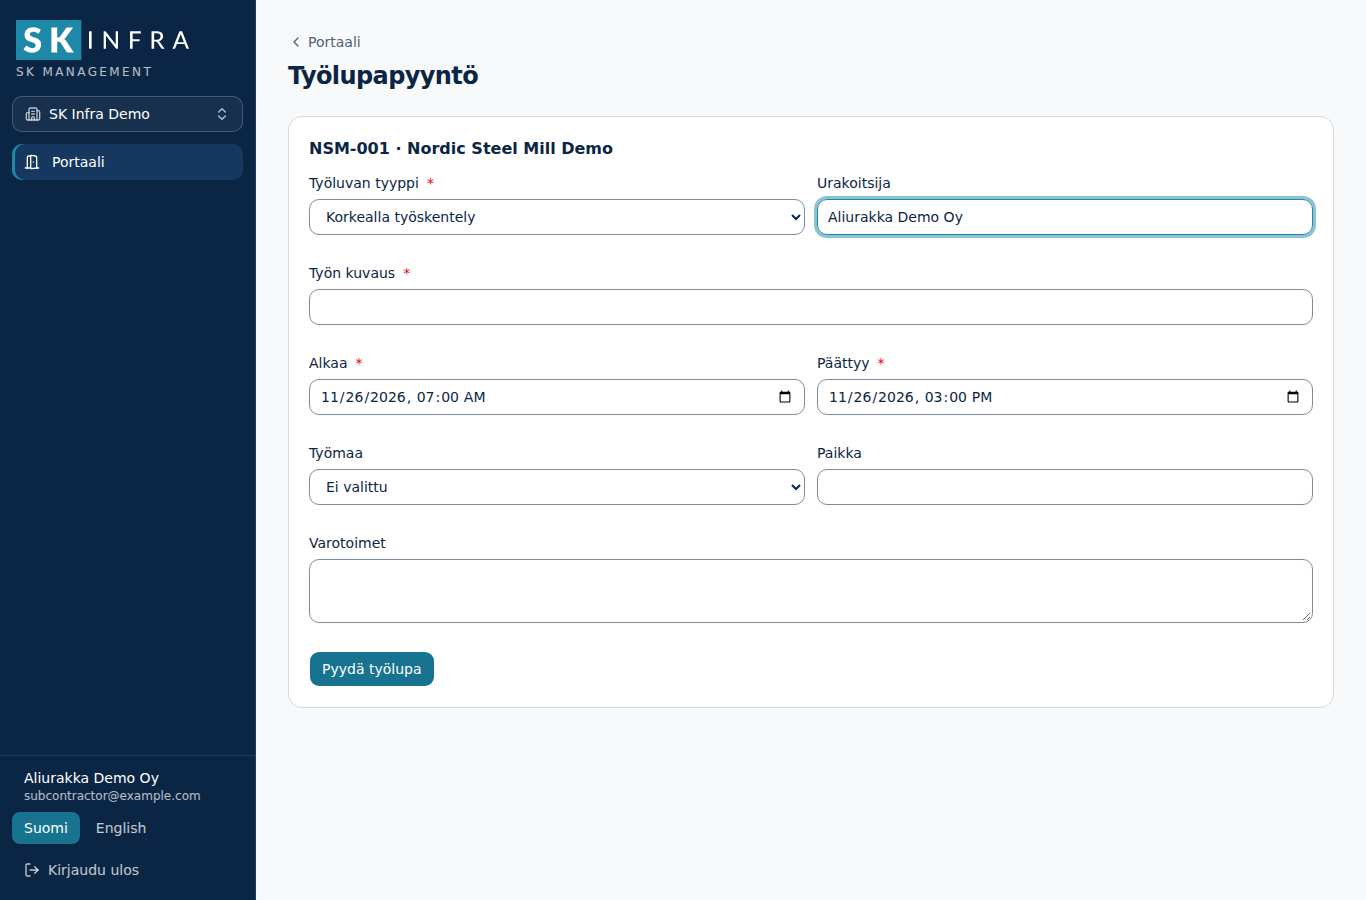 SK INFRA
SK MANAGEMENT
SK Infra Demo
Portaali
Aliurakka Demo Oy
subcontractor@example.com
Suomi English
Kirjaudu ulos
Portaali
Työlupapyyntö
NSM-001 · Nordic Steel Mill Demo
Työluvan tyyppi * Urakoitsija
Korkealla työskentely Aliurakka Demo Oy
Työn kuvaus *
Alkaa * Päättyy *
11/26/2026, 07:00 AM 11/26/2026, 03:00 PM
Työmaa Paikka
Ei valittu
Varotoimet
Pyydä työlupa